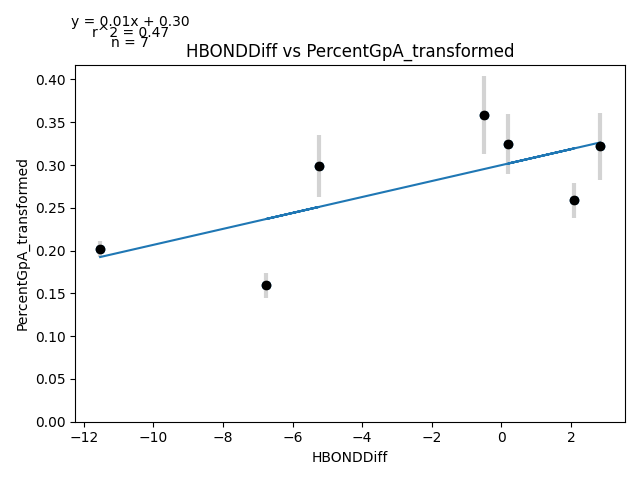 y = 0.01x + 0.30
r^2 = 0.47
n = 7
HBONDDiff vs PercentGpA_transformed
PercentGpA_transformed
0.40
0.35
0.30
0.25
0.20
0.15
0.10
0.05
0.00
−12 −10 −8 −6 −4 −2 0 2
HBONDDiff